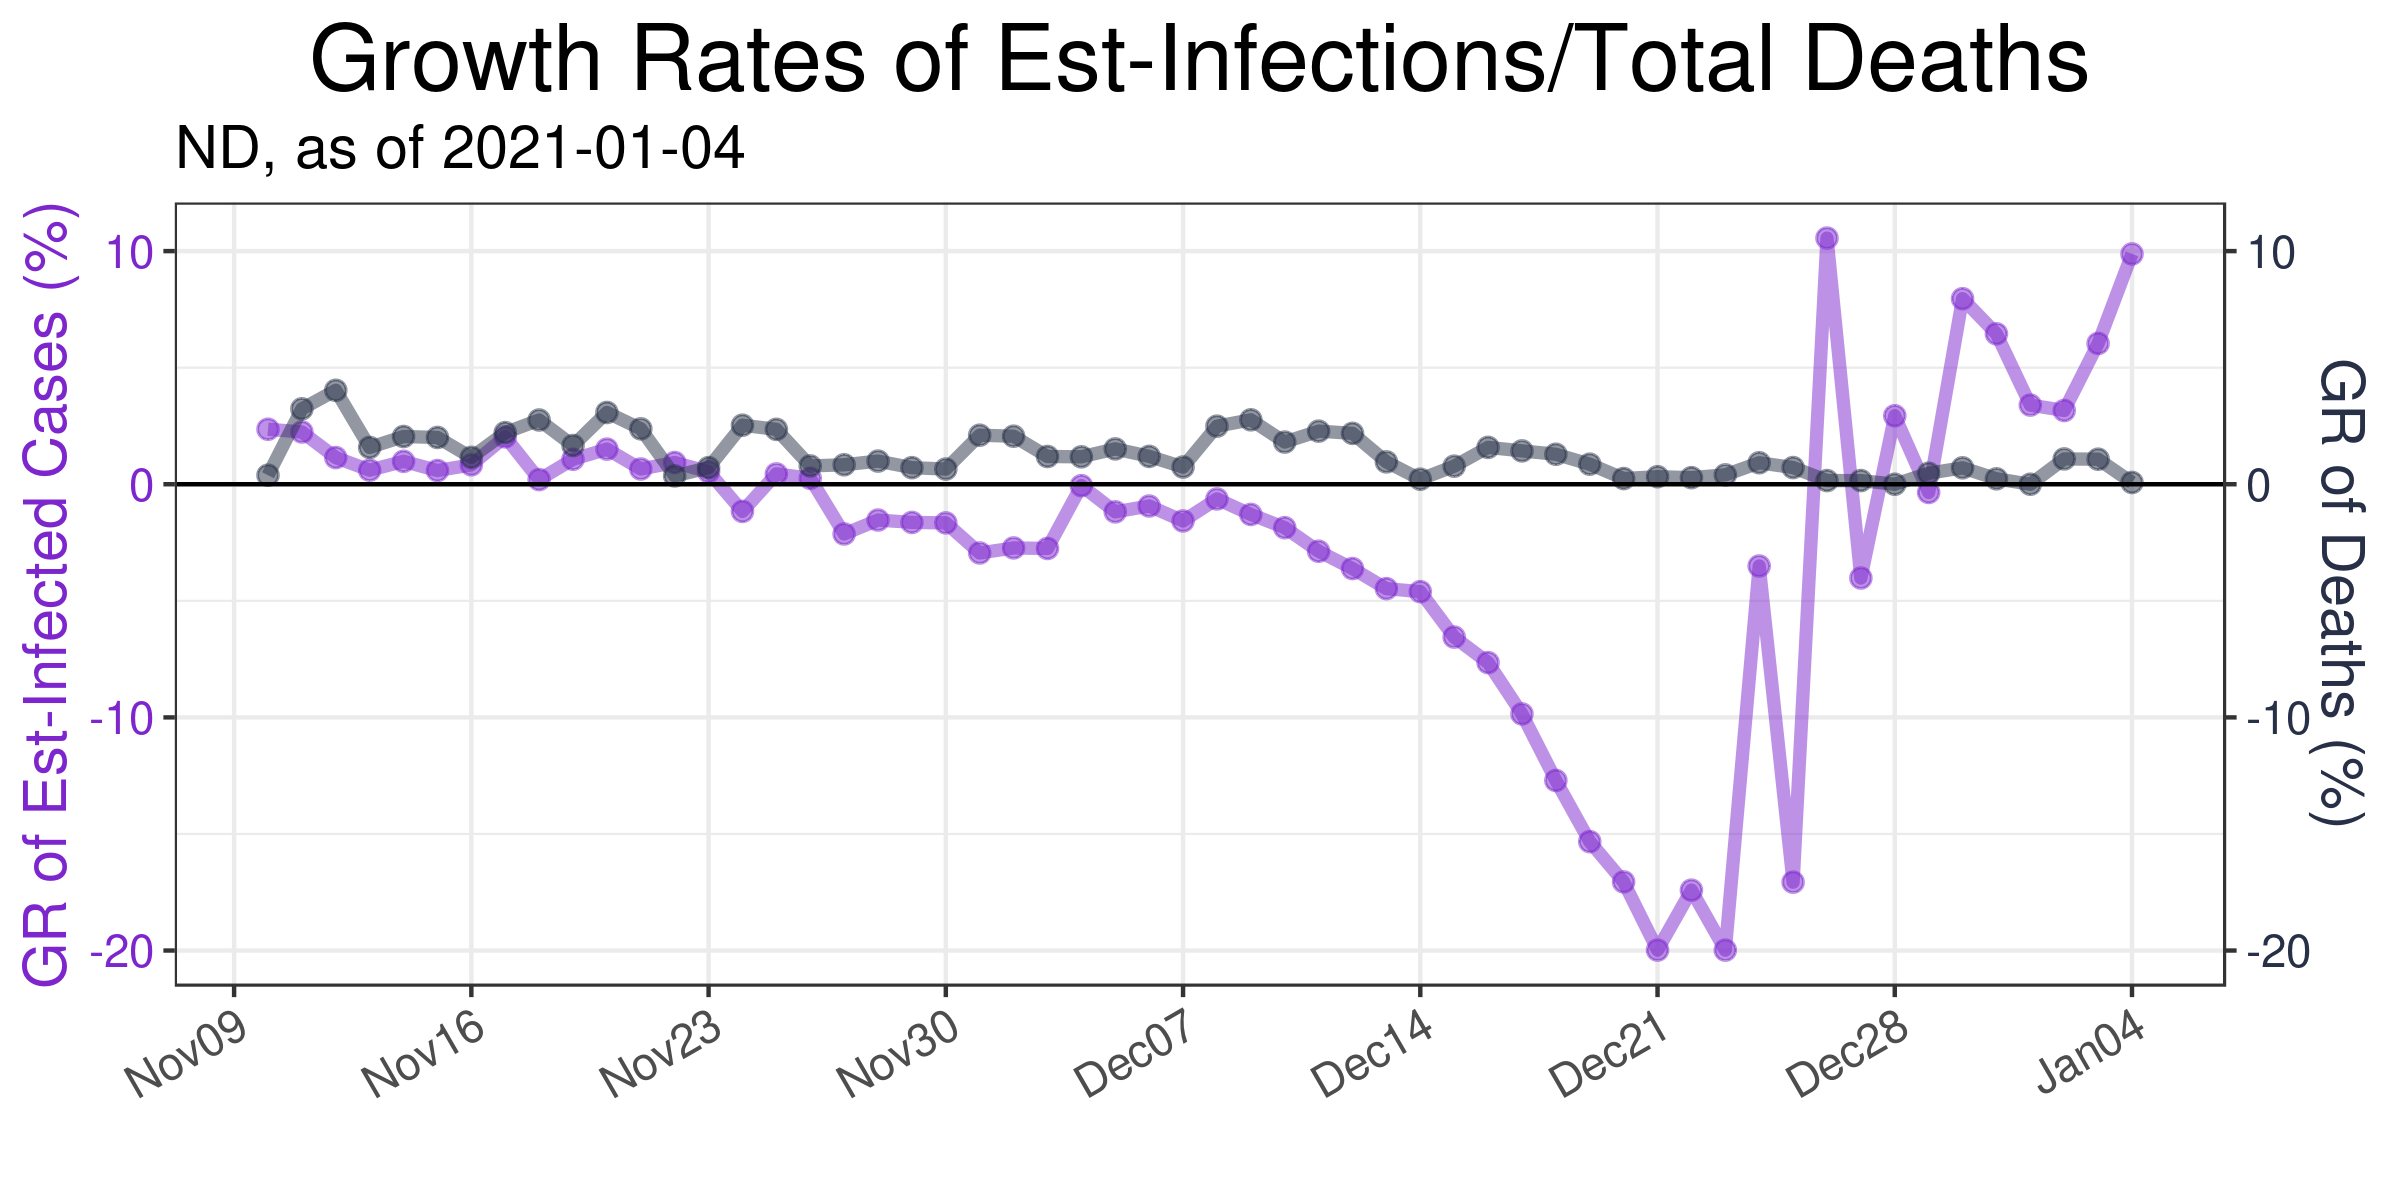 Growth Rates of Est-Infections/Total Deaths
ND, as of 2021-01-04
GR of Est-Infected Cases (%)
10
0
-10
-20
10
0
-10
-20
GR of Deaths (%)
Nov09
Nov16
Nov23
Nov30
Dec07
Dec14
Dec21
Dec28
Jan04